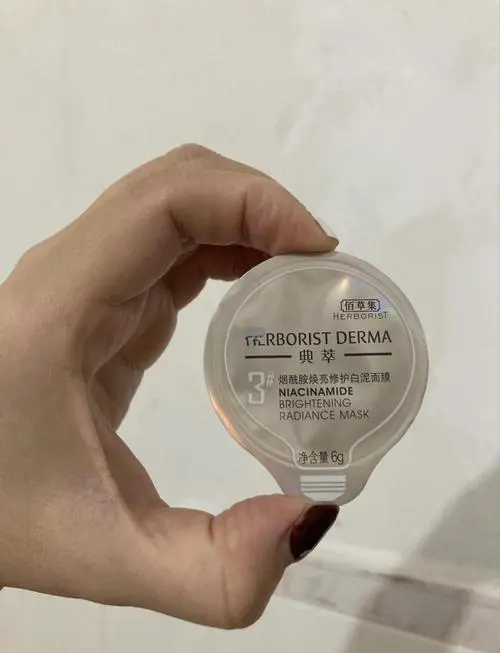 佰草集
HERBORIST
HERBORIST DERMA
典萃
3# 烟酰胺焕亮修护白泥面膜
NIACINAMIDE
BRIGHTENING
RADIANCE MASK
净含量 6g